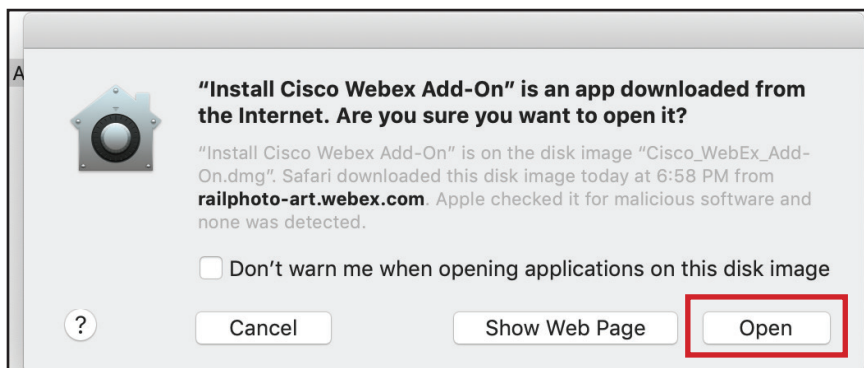 A
“Install Cisco Webex Add-On” is an app downloaded from
the Internet. Are you sure you want to open it?
“Install Cisco Webex Add-On” is on the disk image “Cisco_WebEx_Add-
On.dmg”. Safari downloaded this disk image today at 6:58 PM from
railphoto-art.webex.com. Apple checked it for malicious software and
none was detected.
Don’t warn me when opening applications on this disk image
? Cancel Show Web Page Open